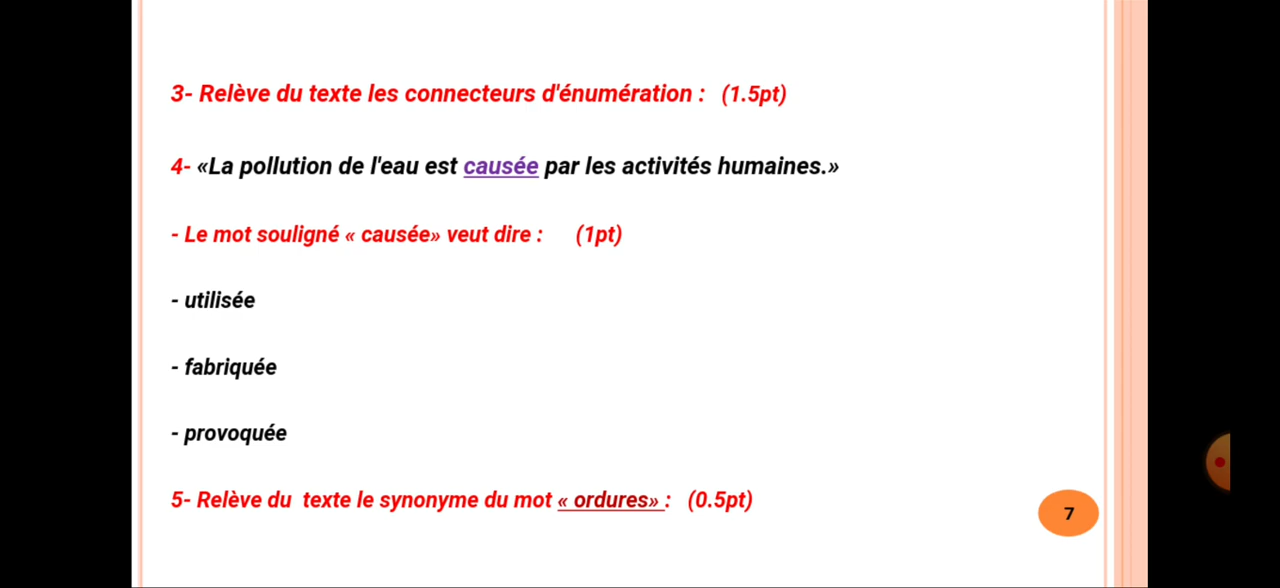 3- Relève du texte les connecteurs d'énumération : (1.5pt)
4- «La pollution de l'eau est causée par les activités humaines.»
- Le mot souligné « causée» veut dire : (1pt)
- utilisée
- fabriquée
- provoquée
5- Relève du texte le synonyme du mot « ordures» : (0.5pt)
7